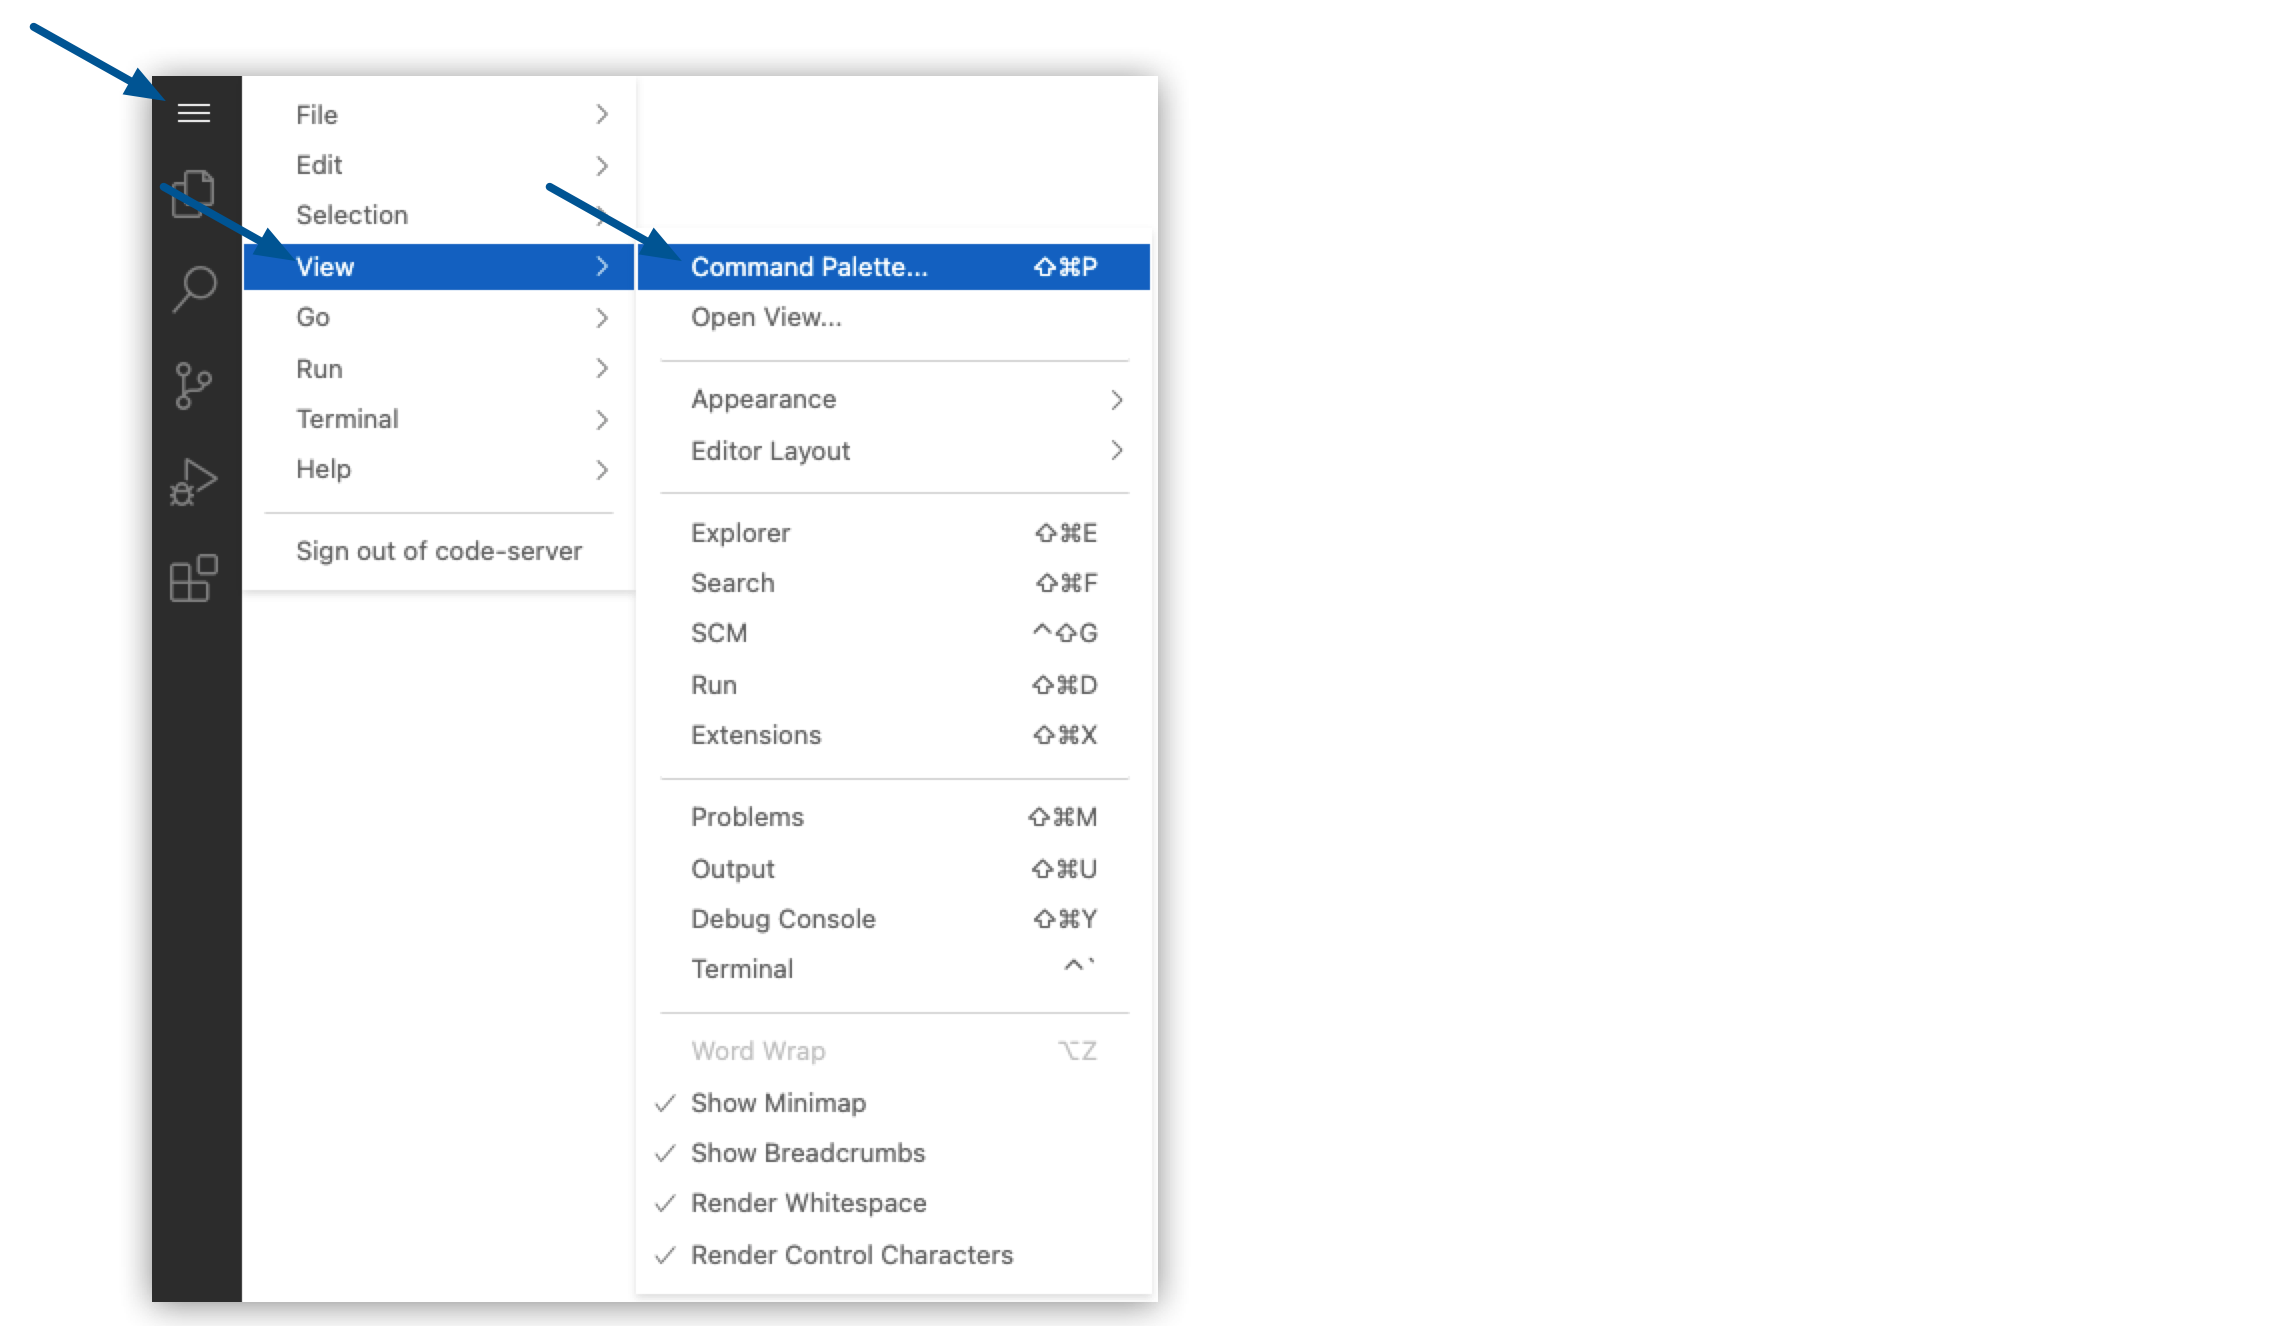 File
Edit
Selection
View
Go
Run
Terminal
Help
Sign out of code-server
Command Palette... ⇧⌘P
Open View...
Appearance
Editor Layout
Explorer ⇧⌘E
Search ⇧⌘F
SCM ^⇧G
Run ⇧⌘D
Extensions ⇧⌘X
Problems ⇧⌘M
Output ⇧⌘U
Debug Console ⇧⌘Y
Terminal ^`
Word Wrap ⌥Z
✓ Show Minimap
✓ Show Breadcrumbs
✓ Render Whitespace
✓ Render Control Characters